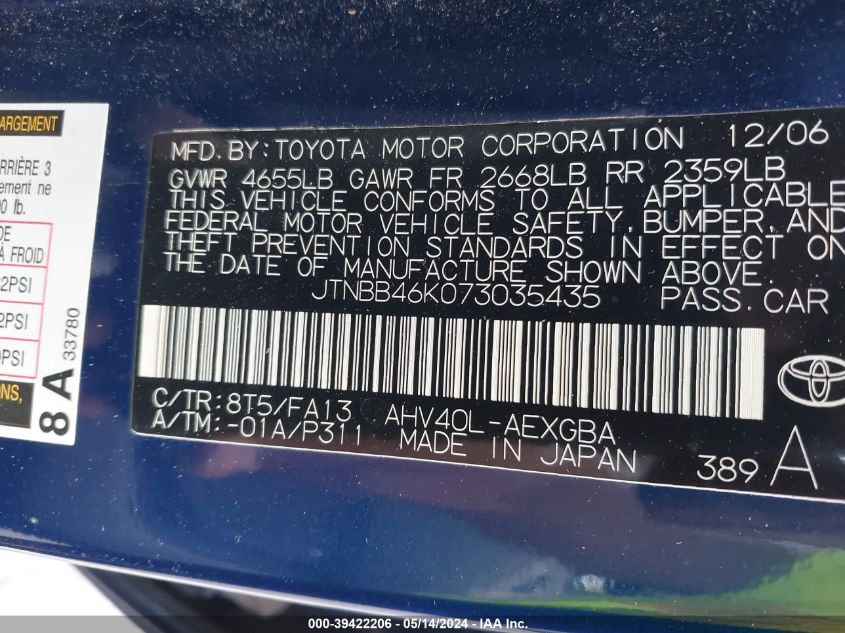 ARGEMENT
RRIÈRE 3
ement ne
0 lb.
DE
À FROID
2PSI
2PSI
0PSI
ONS,
8 A 33780
MFD. BY: TOYOTA MOTOR CORPORATION 12/06
GVWR 4655LB GAWR FR 2668LB RR 2359LB
THIS VEHICLE CONFORMS TO ALL APPLICABLE
FEDERAL MOTOR VEHICLE SAFETY, BUMPER, AND
THEFT PREVENTION STANDARDS IN EFFECT ON
THE DATE OF MANUFACTURE SHOWN ABOVE.
JTNBB46K073035435 PASS. CAR
C/TR: 8T5/FA13 AHV40L-AEXGBA
A/TM: -01A/P311 MADE IN JAPAN
389 A
000-39422206 - 05/14/2024 - IAA Inc.